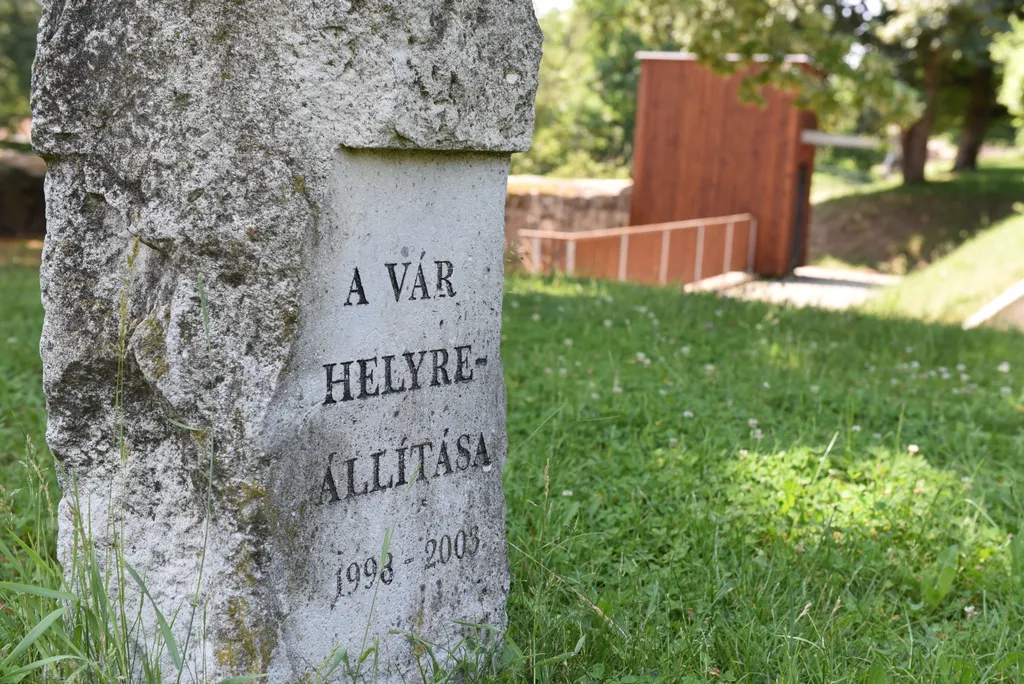 A VÁR
HELYRE-
ÁLLÍTÁSA
1998 - 2003